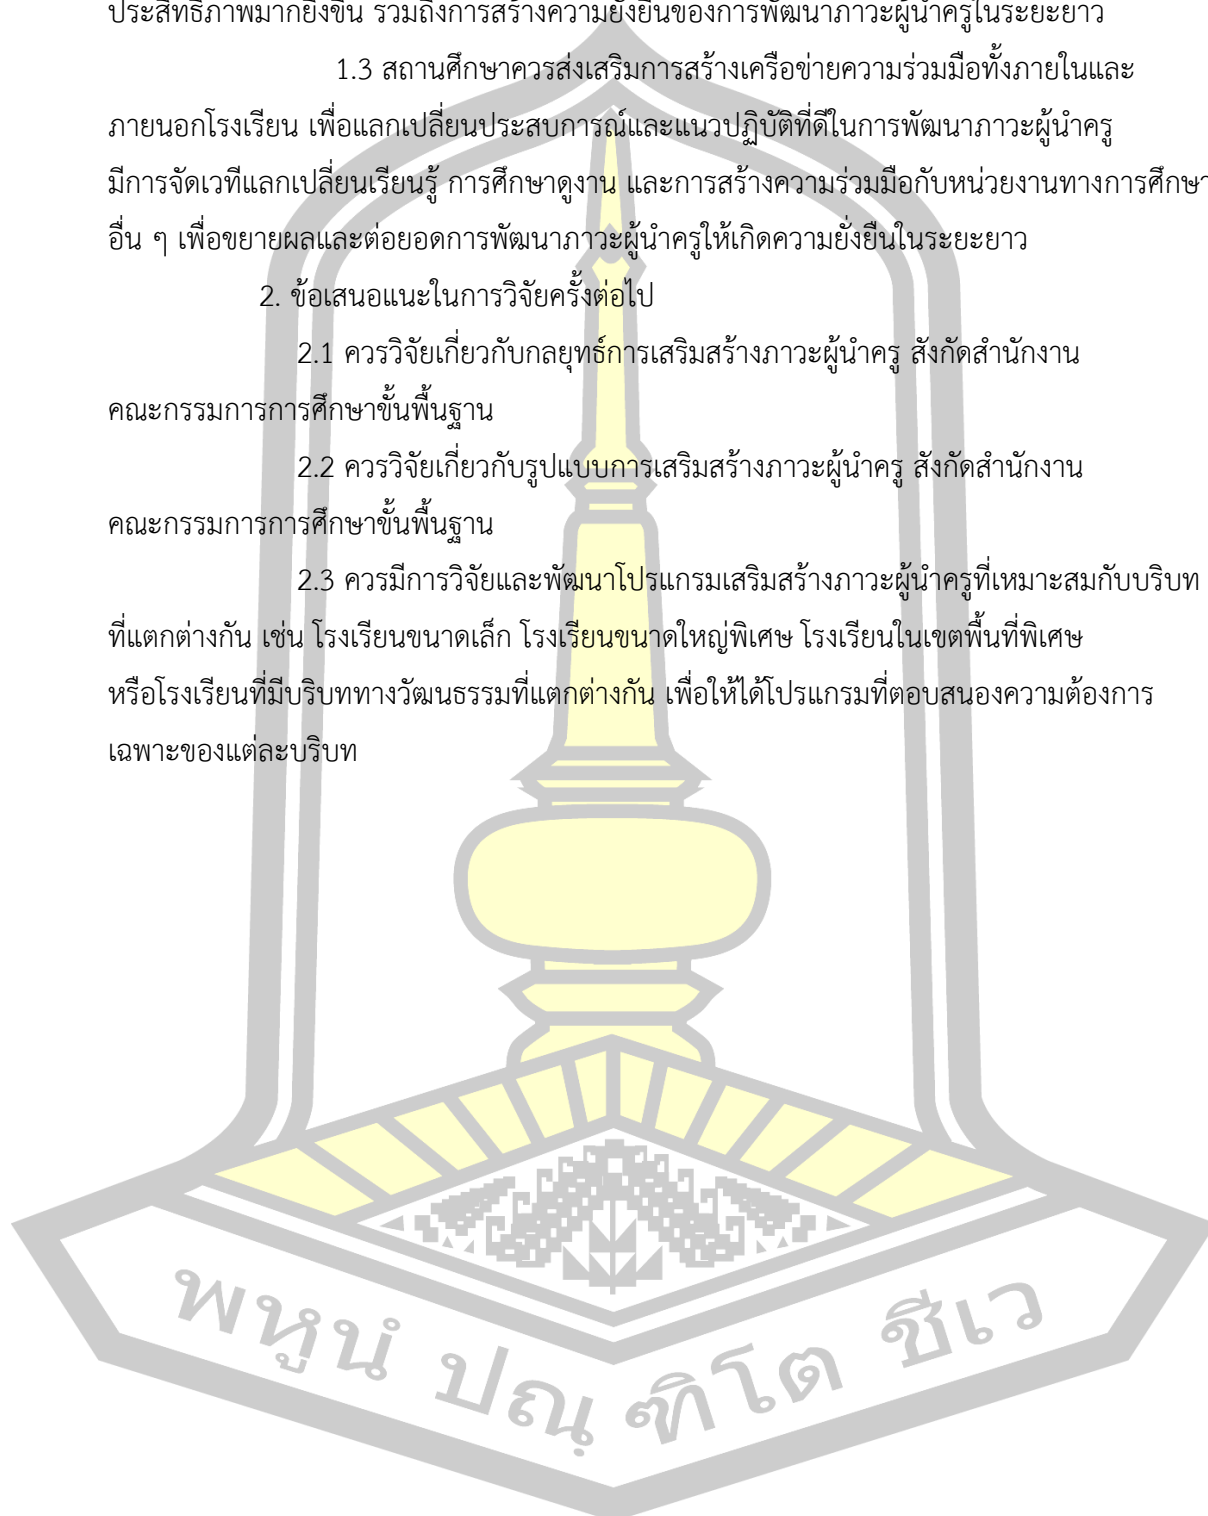 ประสิทธิภาพมากยิ่งขึ้น รวมถึงการสร้างความยั่งยืนของการพัฒนาภาวะผู้นำครูในระยะยาว
1.3 สถานศึกษาควรส่งเสริมการสร้างเครือข่ายความร่วมมือทั้งภายในและ
ภายนอกโรงเรียน เพื่อแลกเปลี่ยนประสบการณ์และแนวปฏิบัติที่ดีในการพัฒนาภาวะผู้นำครู
มีการจัดเวทีแลกเปลี่ยนเรียนรู้ การศึกษาดูงาน และการสร้างความร่วมมือกับหน่วยงานทางการศึกษา
อื่น ๆ เพื่อขยายผลและต่อยอดการพัฒนาภาวะผู้นำครูให้เกิดความยั่งยืนในระยะยาว
2. ข้อเสนอแนะในการวิจัยครั้งต่อไป
2.1 ควรวิจัยเกี่ยวกับกลยุทธ์การเสริมสร้างภาวะผู้นำครู สังกัดสำนักงาน
คณะกรรมการการศึกษาขั้นพื้นฐาน
2.2 ควรวิจัยเกี่ยวกับรูปแบบการเสริมสร้างภาวะผู้นำครู สังกัดสำนักงาน
คณะกรรมการการศึกษาขั้นพื้นฐาน
2.3 ควรมีการวิจัยและพัฒนาโปรแกรมเสริมสร้างภาวะผู้นำครูที่เหมาะสมกับบริบท
ที่แตกต่างกัน เช่น โรงเรียนขนาดเล็ก โรงเรียนขนาดใหญ่พิเศษ โรงเรียนในเขตพื้นที่พิเศษ
หรือโรงเรียนที่มีบริบททางวัฒนธรรมที่แตกต่างกัน เพื่อให้ได้โปรแกรมที่ตอบสนองความต้องการ
เฉพาะของแต่ละบริบท
พหูนํ ปณฺ ฑิโต ชีเว